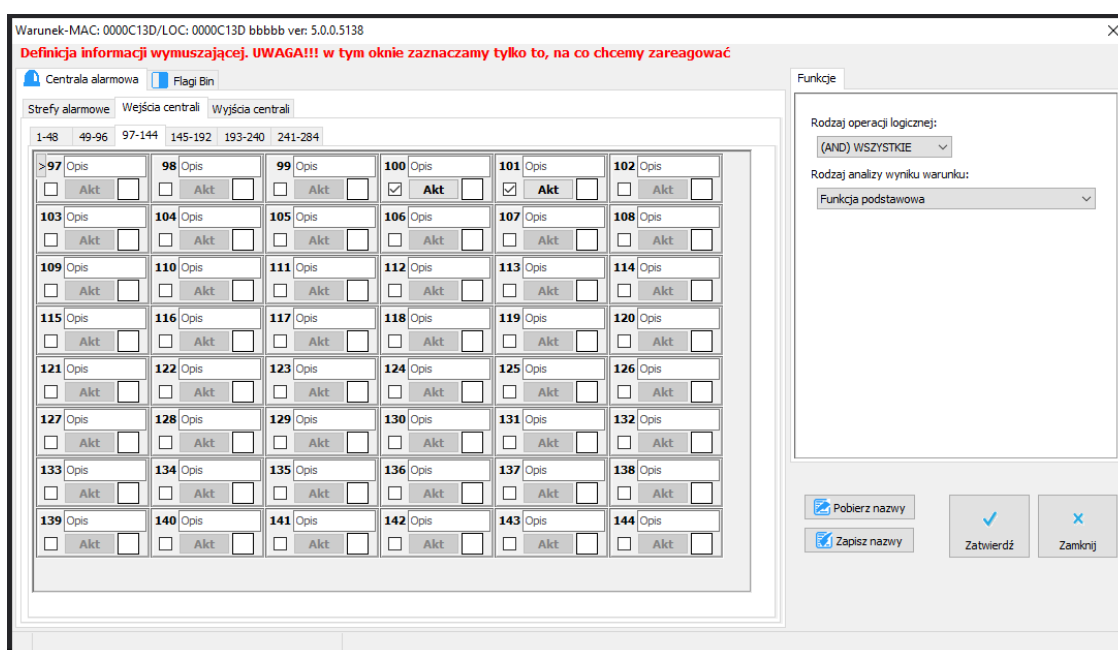 Warunek-MAC: 0000C13D/LOC: 0000C13D bbbbb ver: 5.0.0.5138
Definicja informacji wymuszającej. UWAGA!!! w tym oknie zaznaczamy tylko to, na co chcemy zareagować
Centrala alarmowa Flagi Bin
Strefy alarmowe Wejścia centrali Wyjścia centrali
1-48 49-96 97-144 145-192 193-240 241-284
>97 Opis 98 Opis 99 Opis 100 Opis 101 Opis 102 Opis
Akt Akt Akt Akt Akt Akt
103 Opis 104 Opis 105 Opis 106 Opis 107 Opis 108 Opis
Akt Akt Akt Akt Akt Akt
109 Opis 110 Opis 111 Opis 112 Opis 113 Opis 114 Opis
Akt Akt Akt Akt Akt Akt
115 Opis 116 Opis 117 Opis 118 Opis 119 Opis 120 Opis
Akt Akt Akt Akt Akt Akt
121 Opis 122 Opis 123 Opis 124 Opis 125 Opis 126 Opis
Akt Akt Akt Akt Akt Akt
127 Opis 128 Opis 129 Opis 130 Opis 131 Opis 132 Opis
Akt Akt Akt Akt Akt Akt
133 Opis 134 Opis 135 Opis 136 Opis 137 Opis 138 Opis
Akt Akt Akt Akt Akt Akt
139 Opis 140 Opis 141 Opis 142 Opis 143 Opis 144 Opis
Akt Akt Akt Akt Akt Akt
Funkcje
Rodzaj operacji logicznej:
(AND) WSZYSTKIE
Rodzaj analizy wyniku warunku:
Funkcja podstawowa
Pobierz nazwy
Zapisz nazwy
Zatwierdź
Zamknij